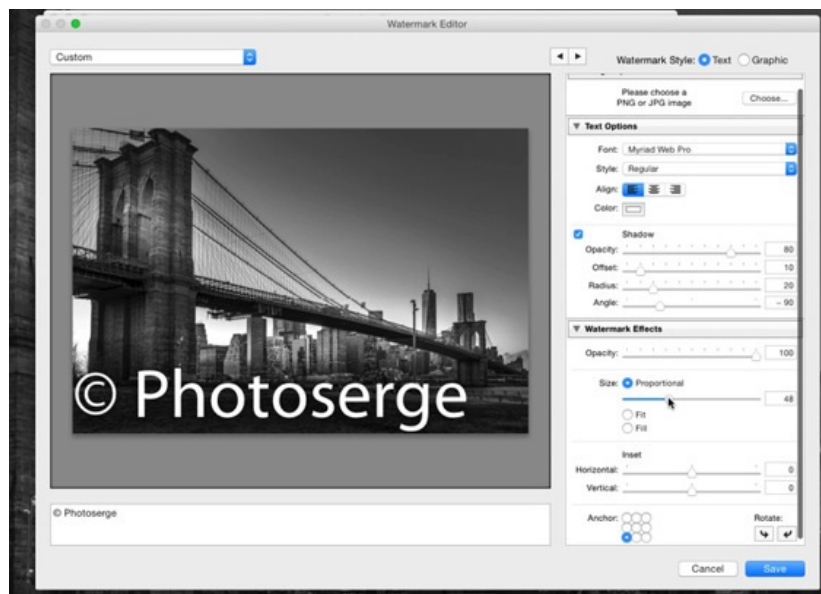 Watermark Editor
Custom
Watermark Style: Text Graphic
Please choose a
PNG or JPG image
Choose...
Text Options
Font: Myriad Web Pro
Style: Regular
Align:
Color:
Shadow
Opacity: 80
Offset: 10
Radius: 20
Angle: - 90
Watermark Effects
Opacity: 100
Size: Proportional
48
Fit
Fill
Inset
Horizontal: 0
Vertical: 0
Anchor: Rotate:
© Photoserge
© Photoserge
Cancel Save